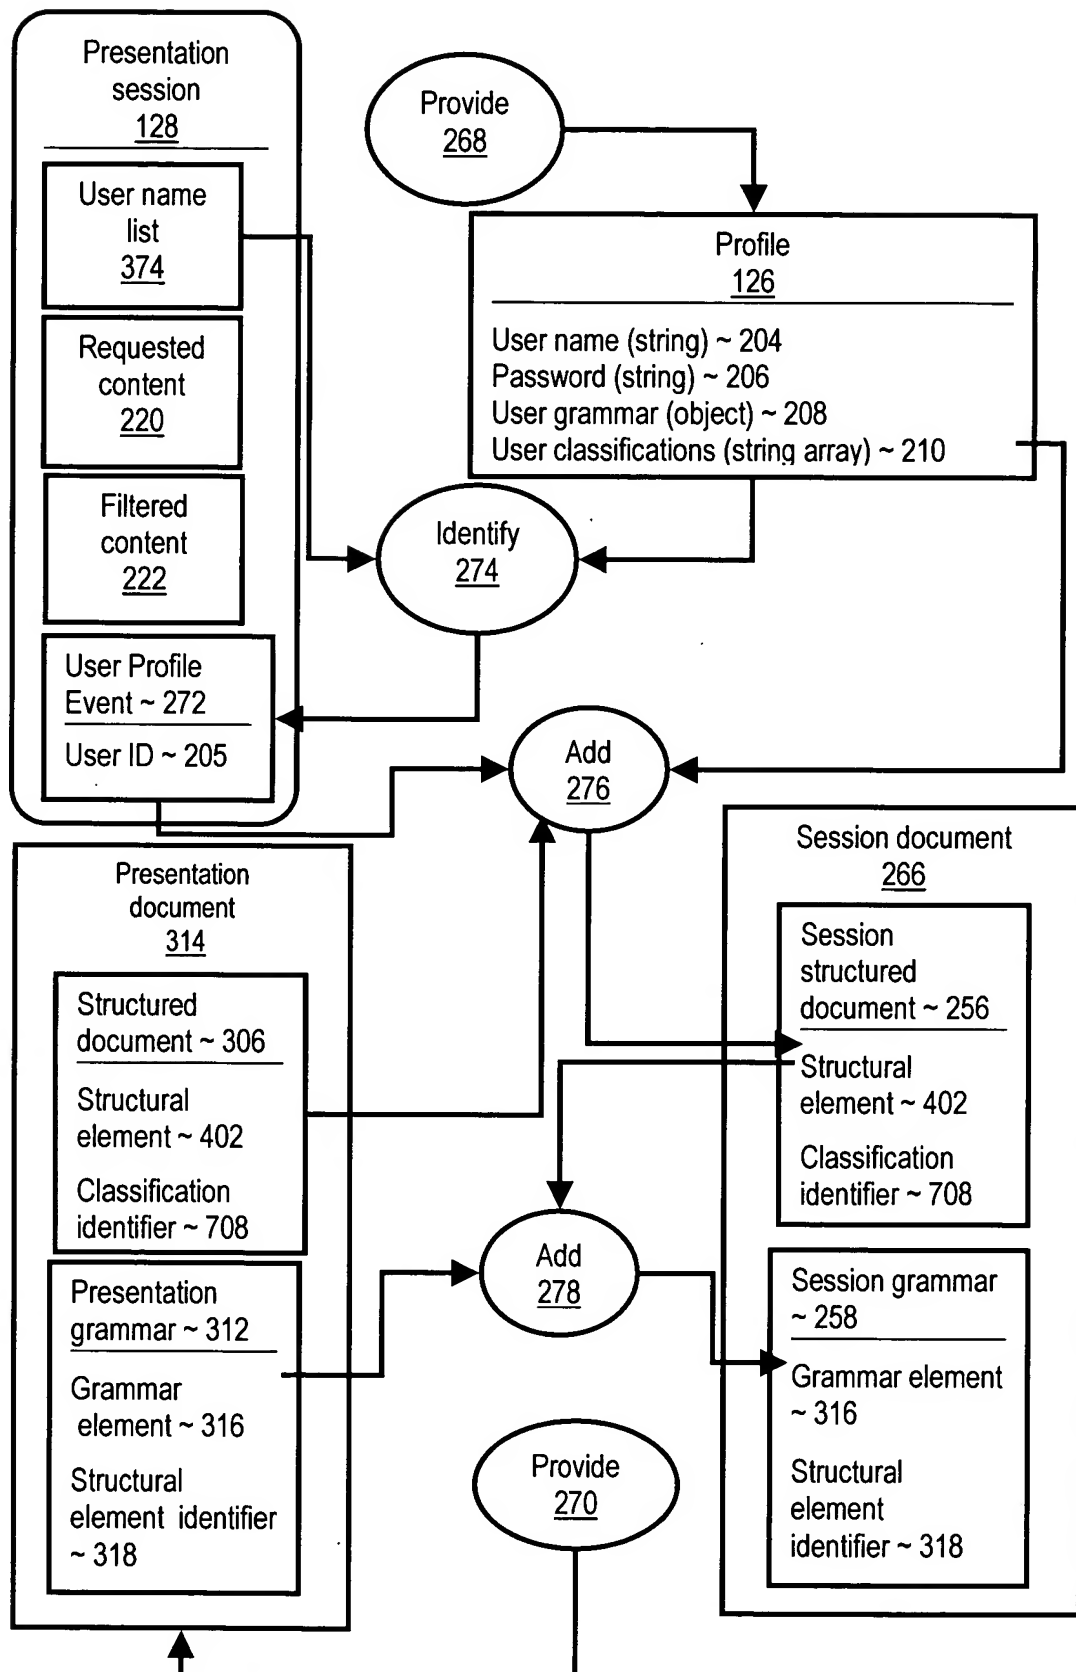 Presentation
session
128
User name
list
374
Requested
content
220
Filtered
content
222
User Profile
Event ~ 272
User ID ~ 205
Provide
268
Profile
126
User name (string) ~ 204
Password (string) ~ 206
User grammar (object) ~ 208
User classifications (string array) ~ 210
Identify
274
Add
276
Presentation
document
314
Structured
document ~ 306
Structural
element ~ 402
Classification
identifier ~ 708
Presentation
grammar ~ 312
Grammar
element ~ 316
Structural
element identifier
~ 318
Add
278
Provide
270
Session document
266
Session
structured
document ~ 256
Structural
element ~ 402
Classification
identifier ~ 708
Session grammar
~ 258
Grammar element
~ 316
Structural
element
identifier ~ 318